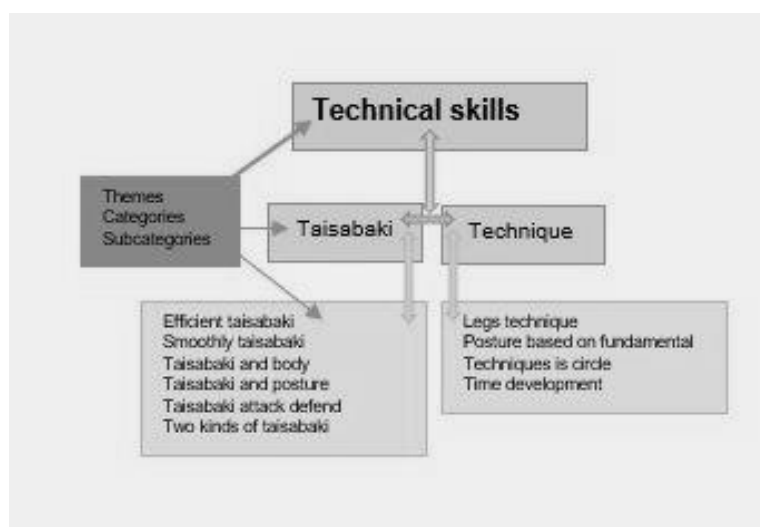 Technical skills
Themes
Categories
Subcategories
Taisabaki
Technique
Efficient taisabaki
Smoothly taisabaki
Taisabaki and body
Taisabaki and posture
Taisabaki attack defend
Two kinds of taisabaki
Legs technique
Posture based on fundamental
Techniques is circle
Time development